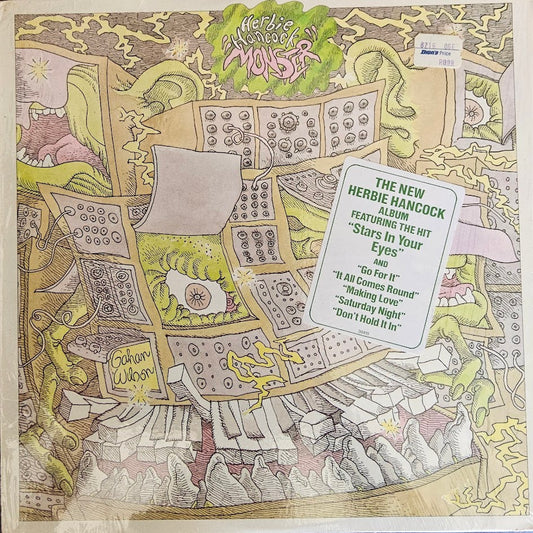 Herbie
Hancock
"MONSTER"
THE NEW
HERBIE HANCOCK
ALBUM
FEATURING THE HIT
"Stars In Your
Eyes"
AND
"Go For It"
"It All Comes Round"
"Making Love"
"Saturday Night"
"Don't Hold It In"
Gahan
Wilson